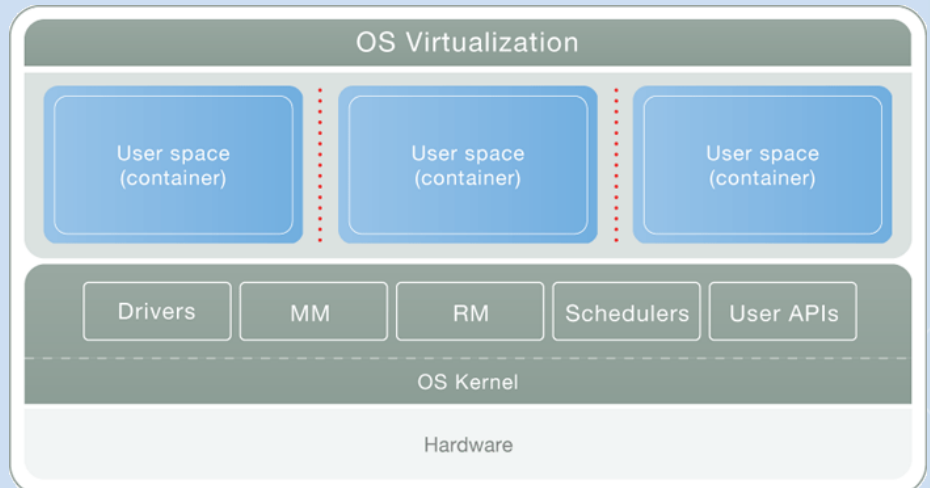 OS Virtualization
User space
(container)
User space
(container)
User space
(container)
Drivers
MM
RM
Schedulers
User APIs
OS Kernel
Hardware